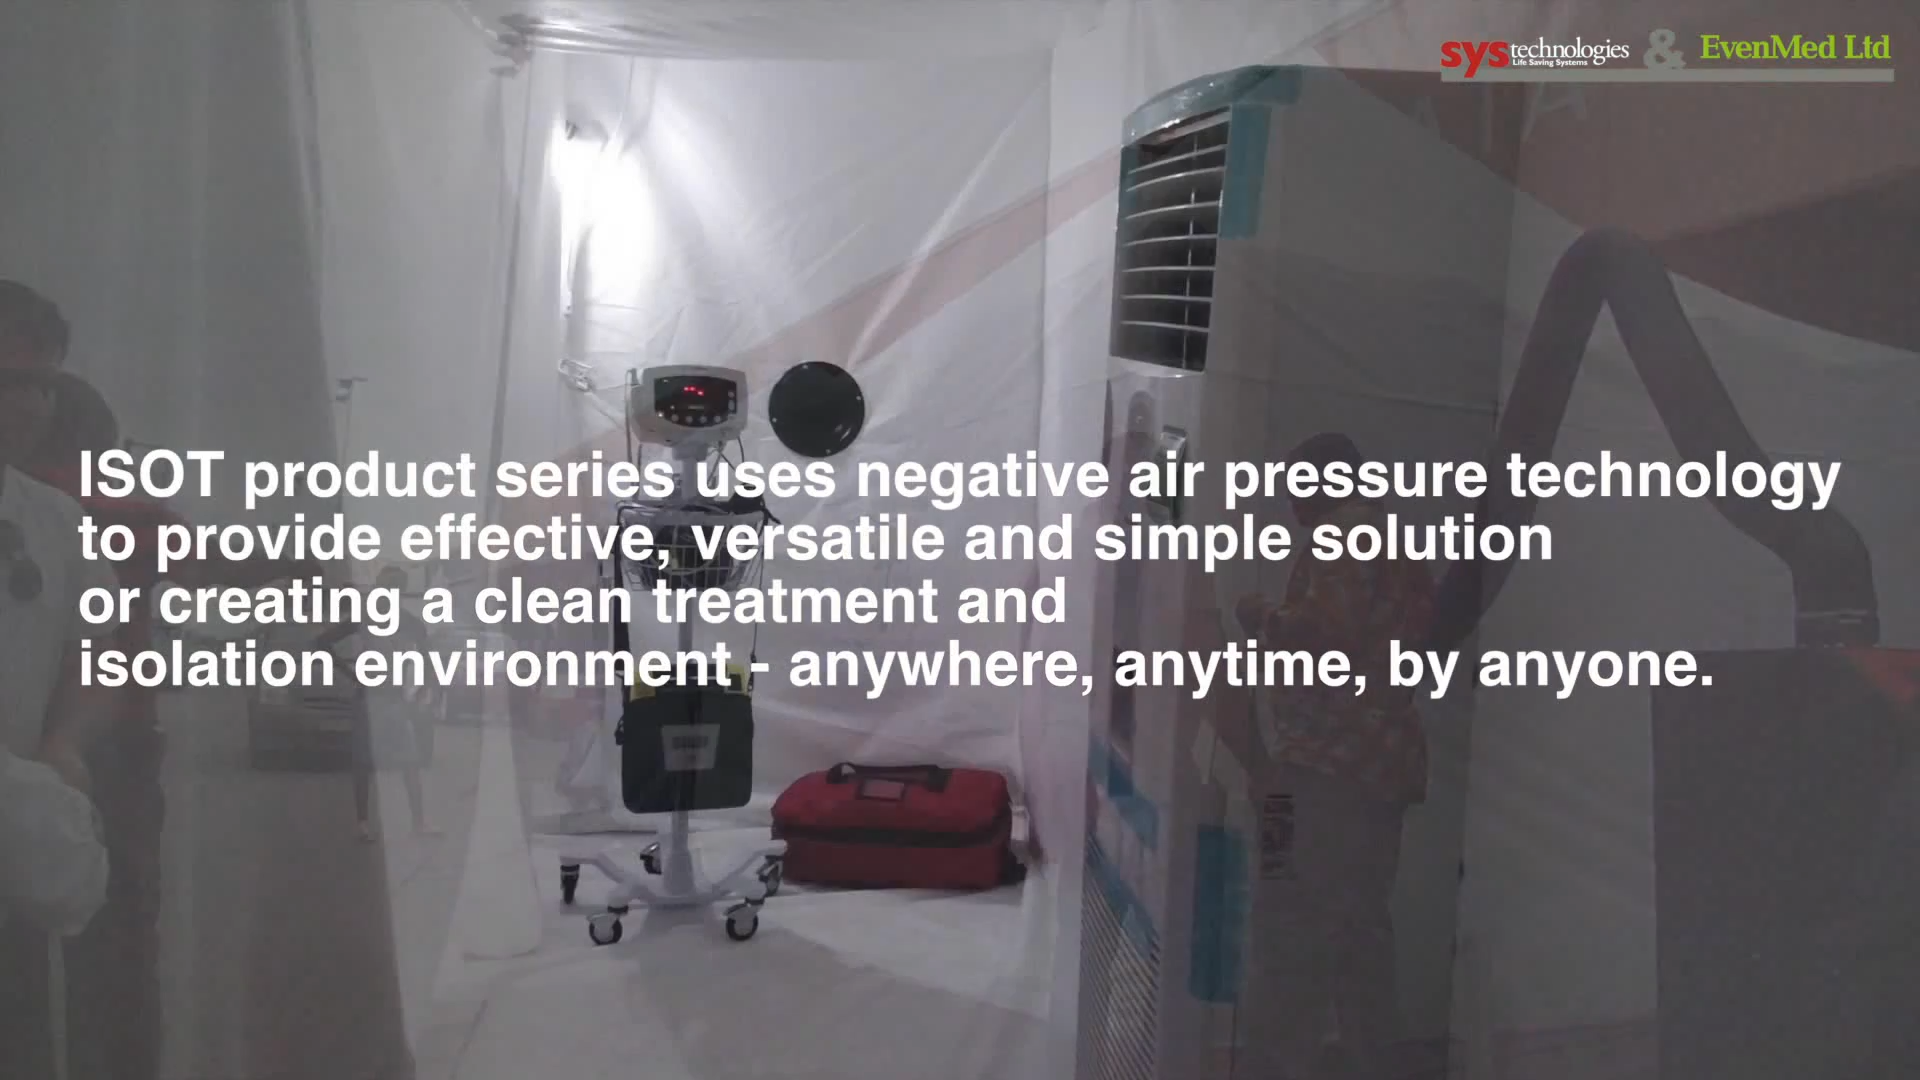 systechnologies & EvenMed Ltd
Life Saving Systems
ISOT product series uses negative air pressure technology
to provide effective, versatile and simple solution
or creating a clean treatment and
isolation environment - anywhere, anytime, by anyone.